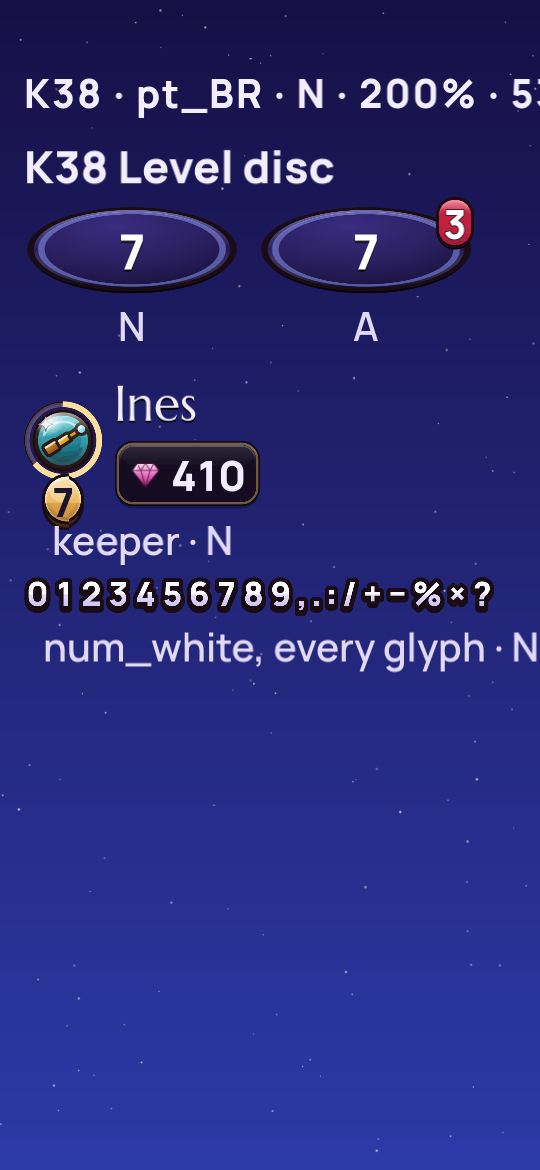 K38 · pt_BR · N · 200% · 5
K38 Level disc
7 7 3
N A
Ines
410
7
keeper · N
0123456789,.:/+-%×?
num_white, every glyph · N